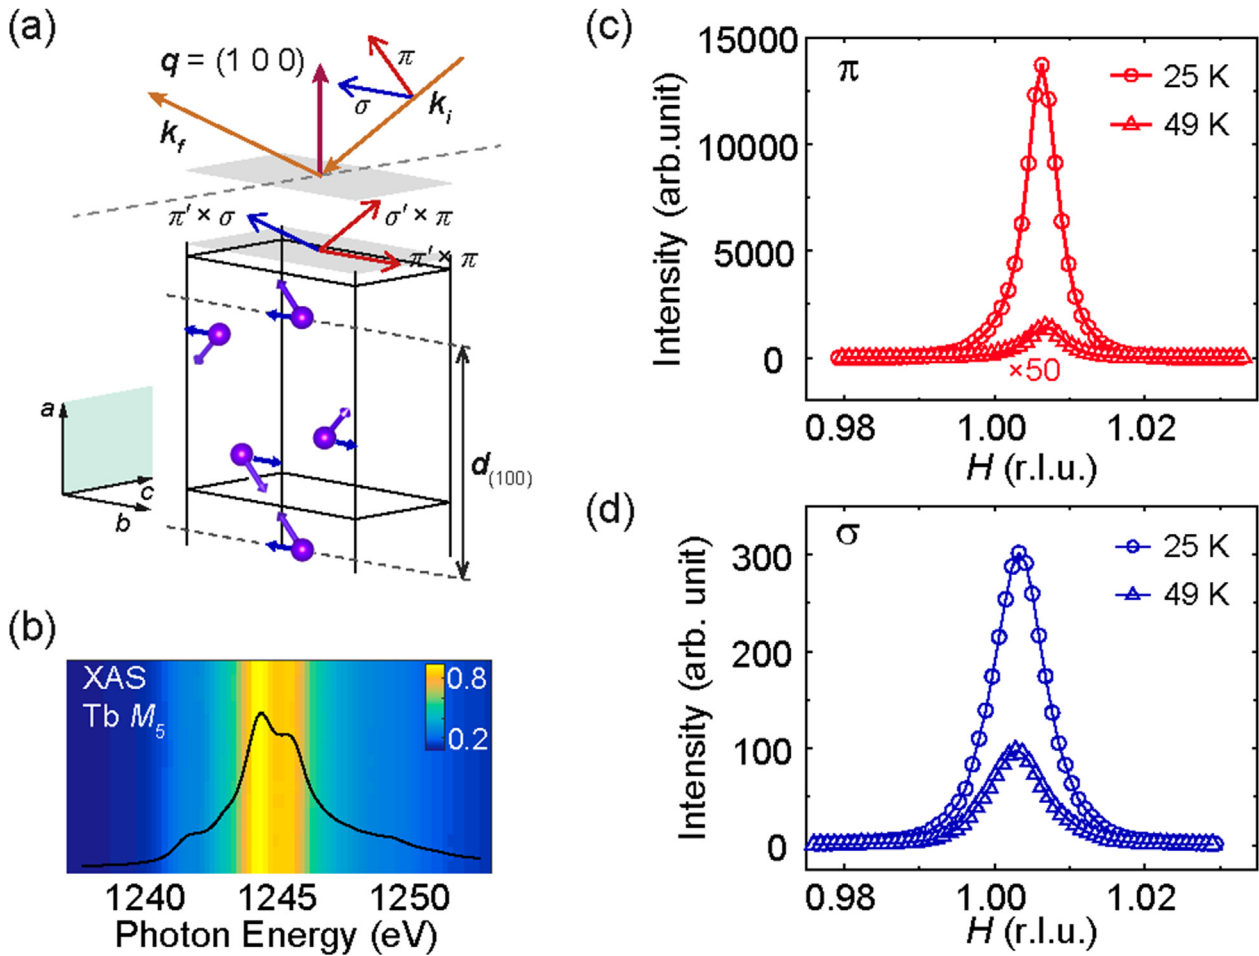 (a)
q = (1 0 0)
π
σ
k_i
k_f
π′ × σ
σ′ × π
π′ × π
a
c
b
d_(100)
(b)
XAS
Tb M_5
0.8
0.2
1240 1245 1250
Photon Energy (eV)
(c)
π
25 K
49 K
15000
10000
5000
0
×50
Intensity (arb.unit)
0.98 1.00 1.02
H (r.l.u.)
(d)
σ
25 K
49 K
300
200
100
0
Intensity (arb. unit)
0.98 1.00 1.02
H (r.l.u.)